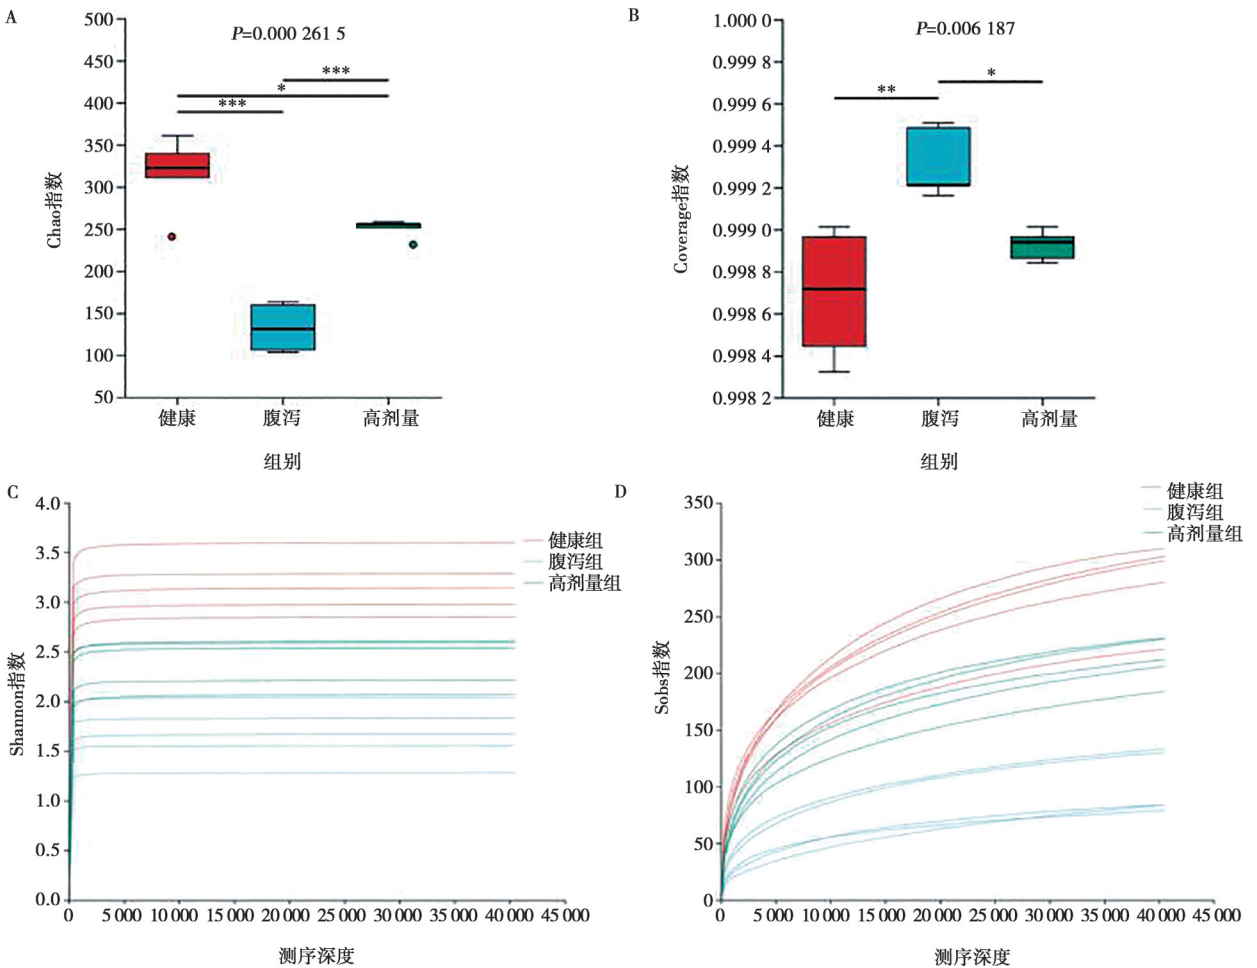 A
P=0.000 261 5
500
450
400
350
300
250
200
150
100
50
Chao指数
***
*
***
健康
腹泻
高剂量
组别
B
P=0.006 187
1.000 0
0.999 8
0.999 6
0.999 4
0.999 2
0.999 0
0.998 8
0.998 6
0.998 4
0.998 2
Coverage指数
**
*
健康
腹泻
高剂量
组别
C
4.0
3.5
3.0
2.5
2.0
1.5
1.0
0.5
0.0
Shannon指数
健康组
腹泻组
高剂量组
0 5 000 10 000 15 000 20 000 25 000 30 000 35 000 40 000 45 000
测序深度
D
350
300
250
200
150
100
50
0
Sobs指数
健康组
腹泻组
高剂量组
0 5 000 10 000 15 000 20 000 25 000 30 000 35 000 40 000 45 000
测序深度